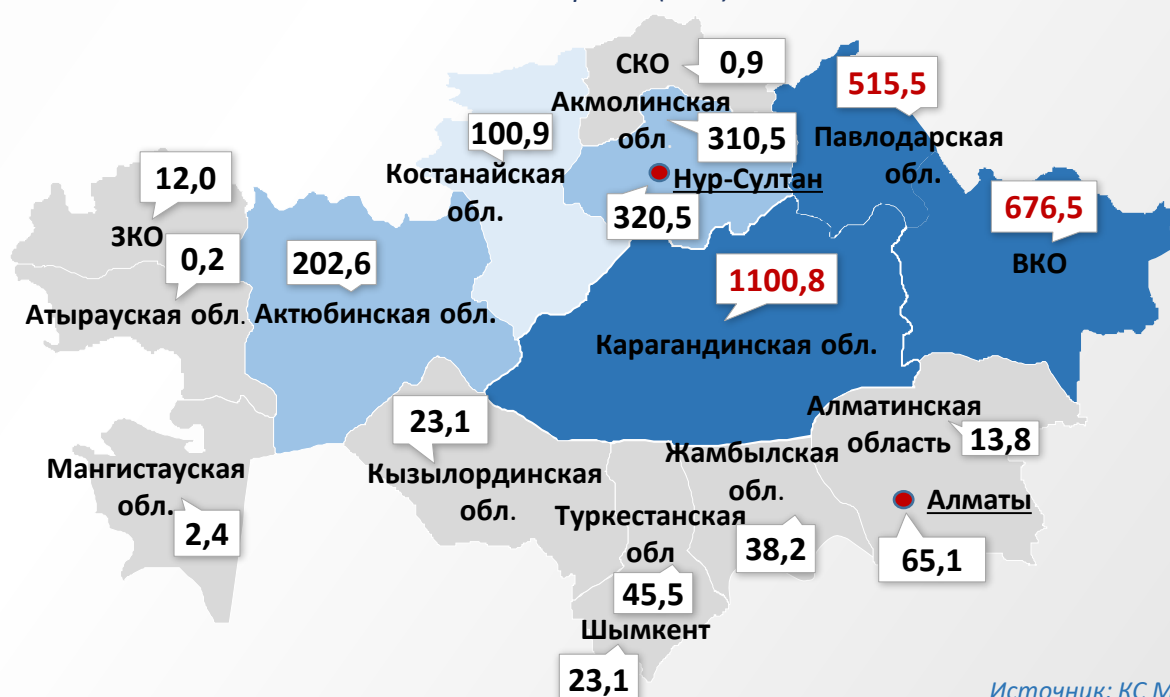 СКО
0,9
515,5
Акмолинская
обл
310,5
100,9
Павлодарская
обл.
Костанайская
обл.
Нур-Султан
12,0
320,5
676,5
ЗКО
0,2
202,6
ВКО
1100,8
Атырауская обл.
Актюбинская обл.
Карагандинская обл.
23,1
Алматинская
область
13,8
Мангистауская
обл.
2,4
Кызылординская
обл.
Жамбылская
обл.
Туркестанская
обл
38,2
Алматы
65,1
45,5
Шымкент
23,1
Источник: КС М